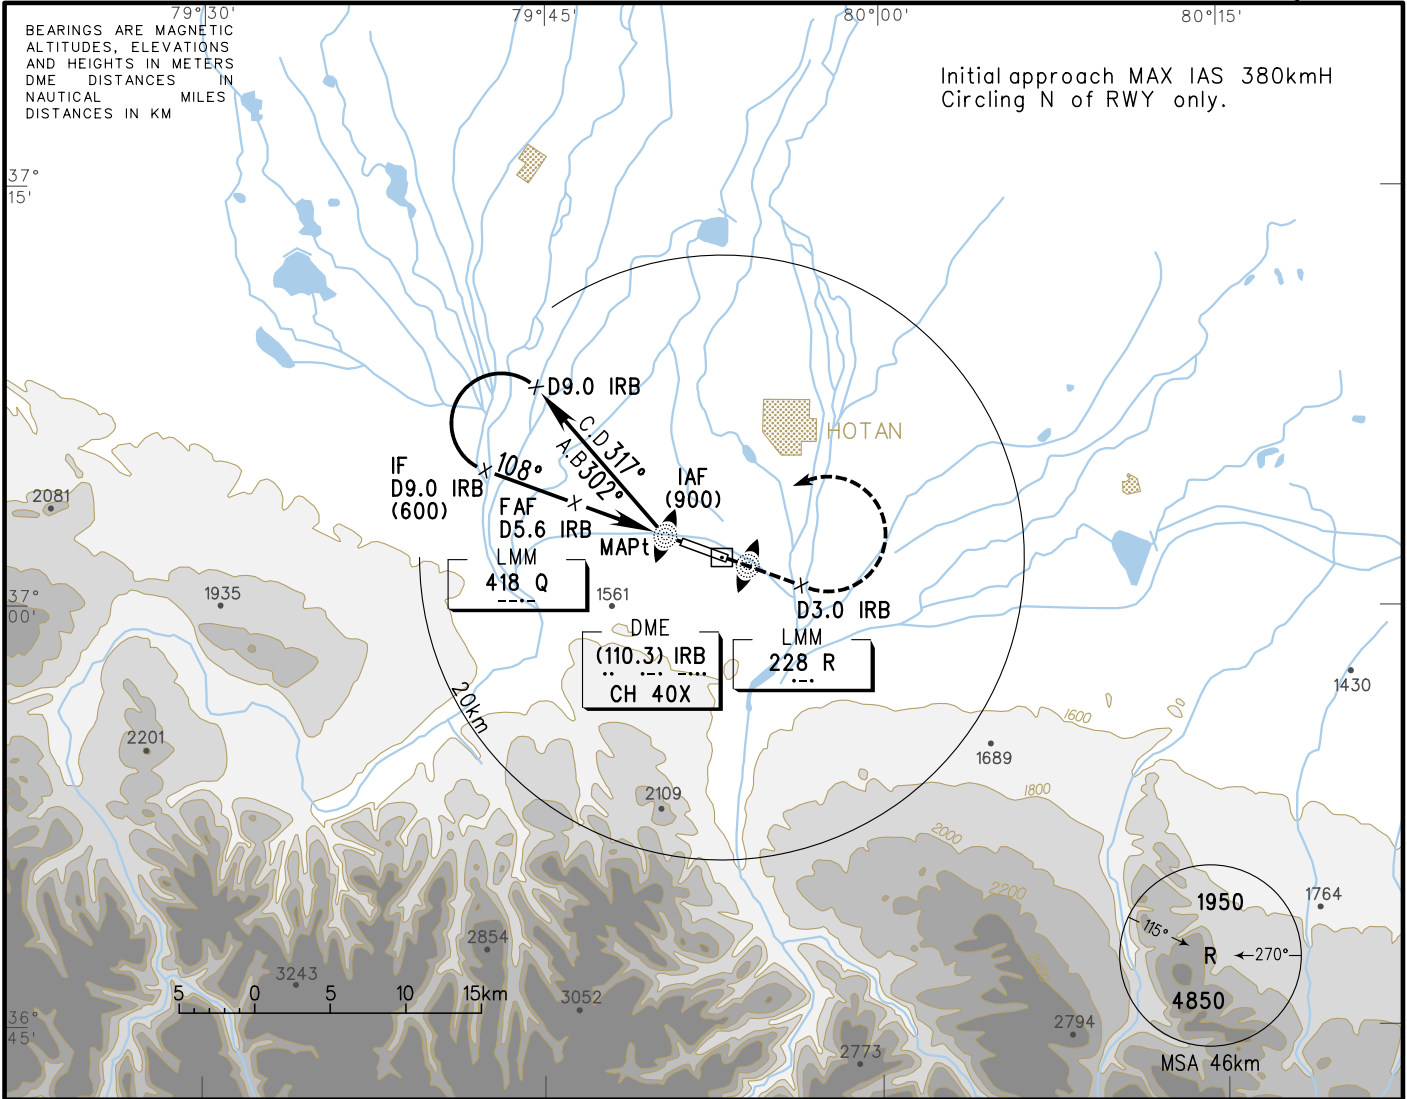 79°30'
79°45'
80°00'
80°15'
BEARINGS ARE MAGNETIC
ALTITUDES, ELEVATIONS
AND HEIGHTS IN METERS
DME DISTANCES IN
NAUTICAL MILES
DISTANCES IN KM
Initial approach MAX IAS 380kmH
Circling N of RWY only.
37°
15'
D9.0 IRB
C.D317°
A.B302°
HOTAN
IF
D9.0 IRB
(600)
108°
IAF
(900)
FAF
D5.6 IRB
MAPt
2081
LMM
418 Q
1935
37°
00'
1561
D3.0 IRB
DME
(110.3) IRB
CH 40X
LMM
228 R
20km
1430
1600
2201
1689
2109
1800
2000
2200
2400
1764
1950
115°
R
270°
4850
2854
3243
3052
5 0 5 10 15km
36°
45'
2794
2773
MSA 46km